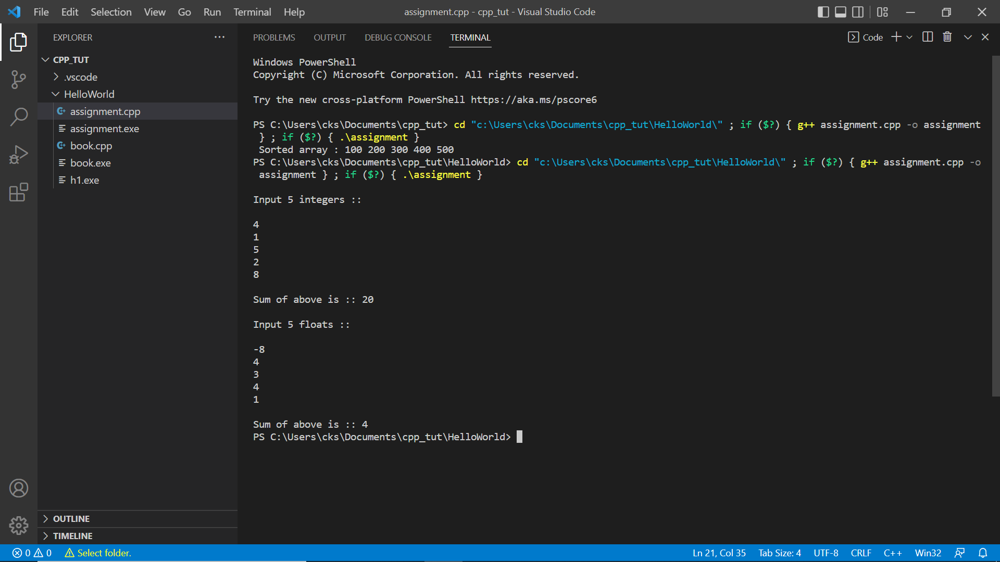 File Edit Selection View Go Run Terminal Help assignment.cpp - cpp_tut - Visual Studio Code
EXPLORER
CPP_TUT
.vscode
HelloWorld
assignment.cpp
assignment.exe
book.cpp
book.exe
h1.exe
OUTLINE
TIMELINE
PROBLEMS OUTPUT DEBUG CONSOLE TERMINAL Code
Windows PowerShell
Copyright (C) Microsoft Corporation. All rights reserved.
Try the new cross-platform PowerShell https://aka.ms/pscore6
PS C:\Users\cks\Documents\cpp_tut> cd "c:\Users\cks\Documents\cpp_tut\HelloWorld\" ; if ($?) { g++ assignment.cpp -o assignment
} ; if ($?) { .\assignment }
Sorted array : 100 200 300 400 500
PS C:\Users\cks\Documents\cpp_tut\HelloWorld> cd "c:\Users\cks\Documents\cpp_tut\HelloWorld\" ; if ($?) { g++ assignment.cpp -o
assignment } ; if ($?) { .\assignment }
Input 5 integers ::
4
1
5
2
8
Sum of above is :: 20
Input 5 floats ::
-8
4
3
4
1
Sum of above is :: 4
PS C:\Users\cks\Documents\cpp_tut\HelloWorld>
0 0 Select folder. Ln 21, Col 35 Tab Size: 4 UTF-8 CRLF C++ Win32